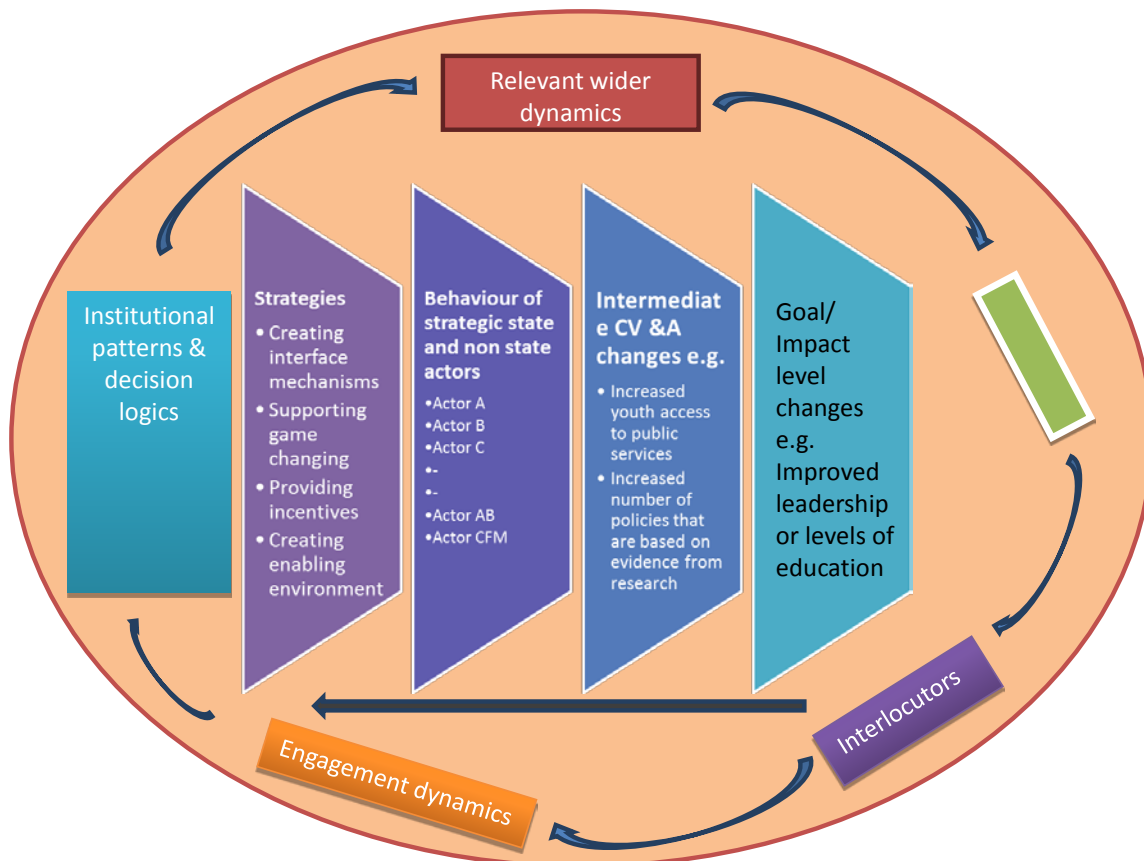 Relevant wider
dynamics
Institutional
patterns &
decision
logics
Strategies
• Creating
interface
mechanisms
• Supporting
game
changing
• Providing
incentives
• Creating
enabling
environment
Behaviour of
strategic state
and non state
actors
•Actor A
•Actor B
•Actor C
•-
•-
•Actor AB
•Actor CFM
Intermediat
e CV &A
changes e.g.
• Increased
youth access
to public
services
• Increased
number of
policies that
are based on
evidence from
research
Goal/
Impact
level
changes
e.g.
Improved
leadership
or levels of
education
Interlocutors
Engagement dynamics